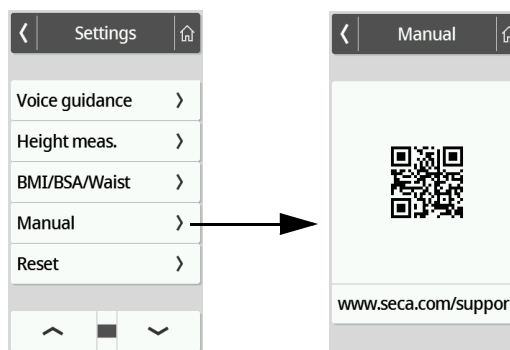 Settings
Voice guidance
Height meas.
BMI/BSA/Waist
Manual
Reset
Manual
www.seca.com/suppor